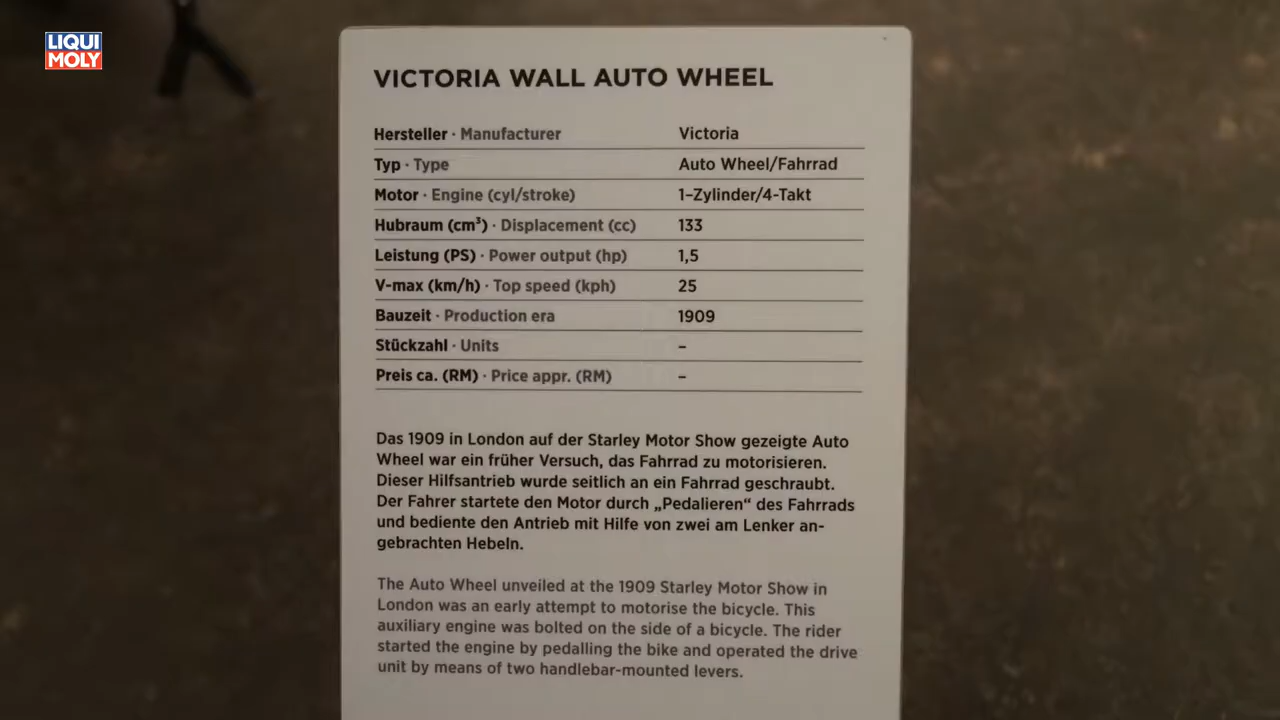 LIQUI
MOLY
VICTORIA WALL AUTO WHEEL
Hersteller · Manufacturer Victoria
Typ · Type Auto Wheel/Fahrrad
Motor · Engine (cyl/stroke) 1-Zylinder/4-Takt
Hubraum (cm³) · Displacement (cc) 133
Leistung (PS) · Power output (hp) 1,5
V-max (km/h) · Top speed (kph) 25
Bauzeit · Production era 1909
Stückzahl · Units –
Preis ca. (RM) · Price appr. (RM) –
Das 1909 in London auf der Starley Motor Show gezeigte Auto
Wheel war ein früher Versuch, das Fahrrad zu motorisieren.
Dieser Hilfsantrieb wurde seitlich an ein Fahrrad geschraubt.
Der Fahrer startete den Motor durch „Pedalieren“ des Fahrrads
und bediente den Antrieb mit Hilfe von zwei am Lenker an-
gebrachten Hebeln.
The Auto Wheel unveiled at the 1909 Starley Motor Show in
London was an early attempt to motorise the bicycle. This
auxiliary engine was bolted on the side of a bicycle. The rider
started the engine by pedalling the bike and operated the drive
unit by means of two handlebar-mounted levers.